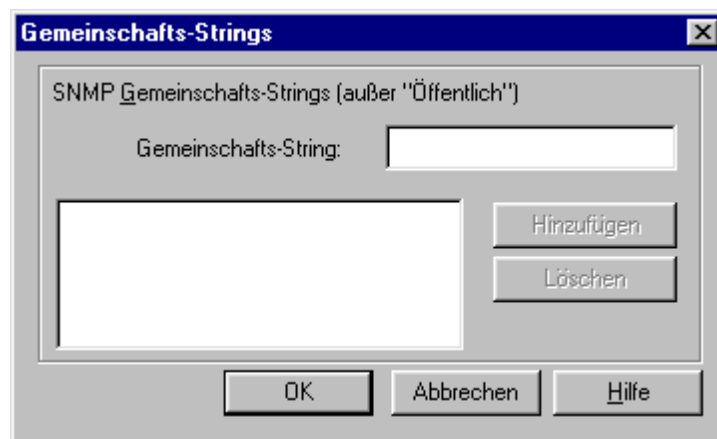 Gemeinschafts-Strings
SNMP Gemeinschafts-Strings (außer "Öffentlich")
Gemeinschafts-String:
Hinzufügen
Löschen
OK Abbrechen Hilfe